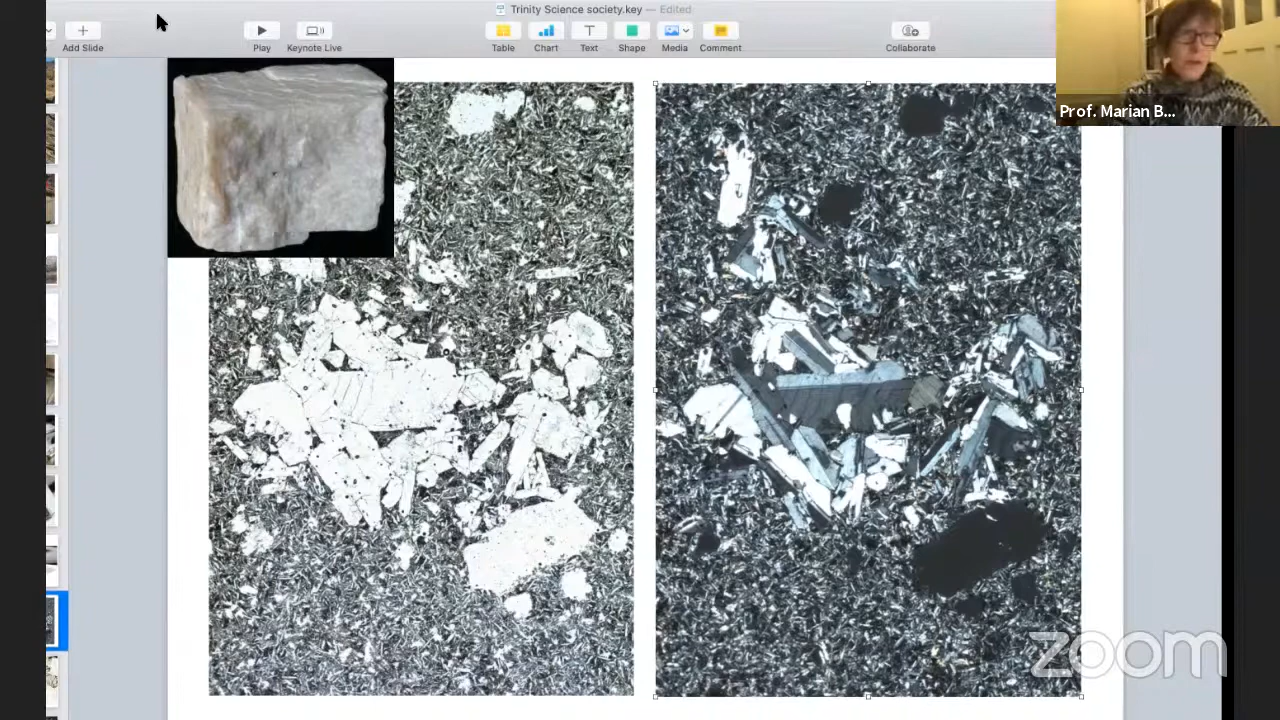 Trinity Science society.key — Edited
Add Slide
Play
Keynote Live
Table
Chart
Text
Shape
Media
Comment
Collaborate
Prof. Marian B...
zoom